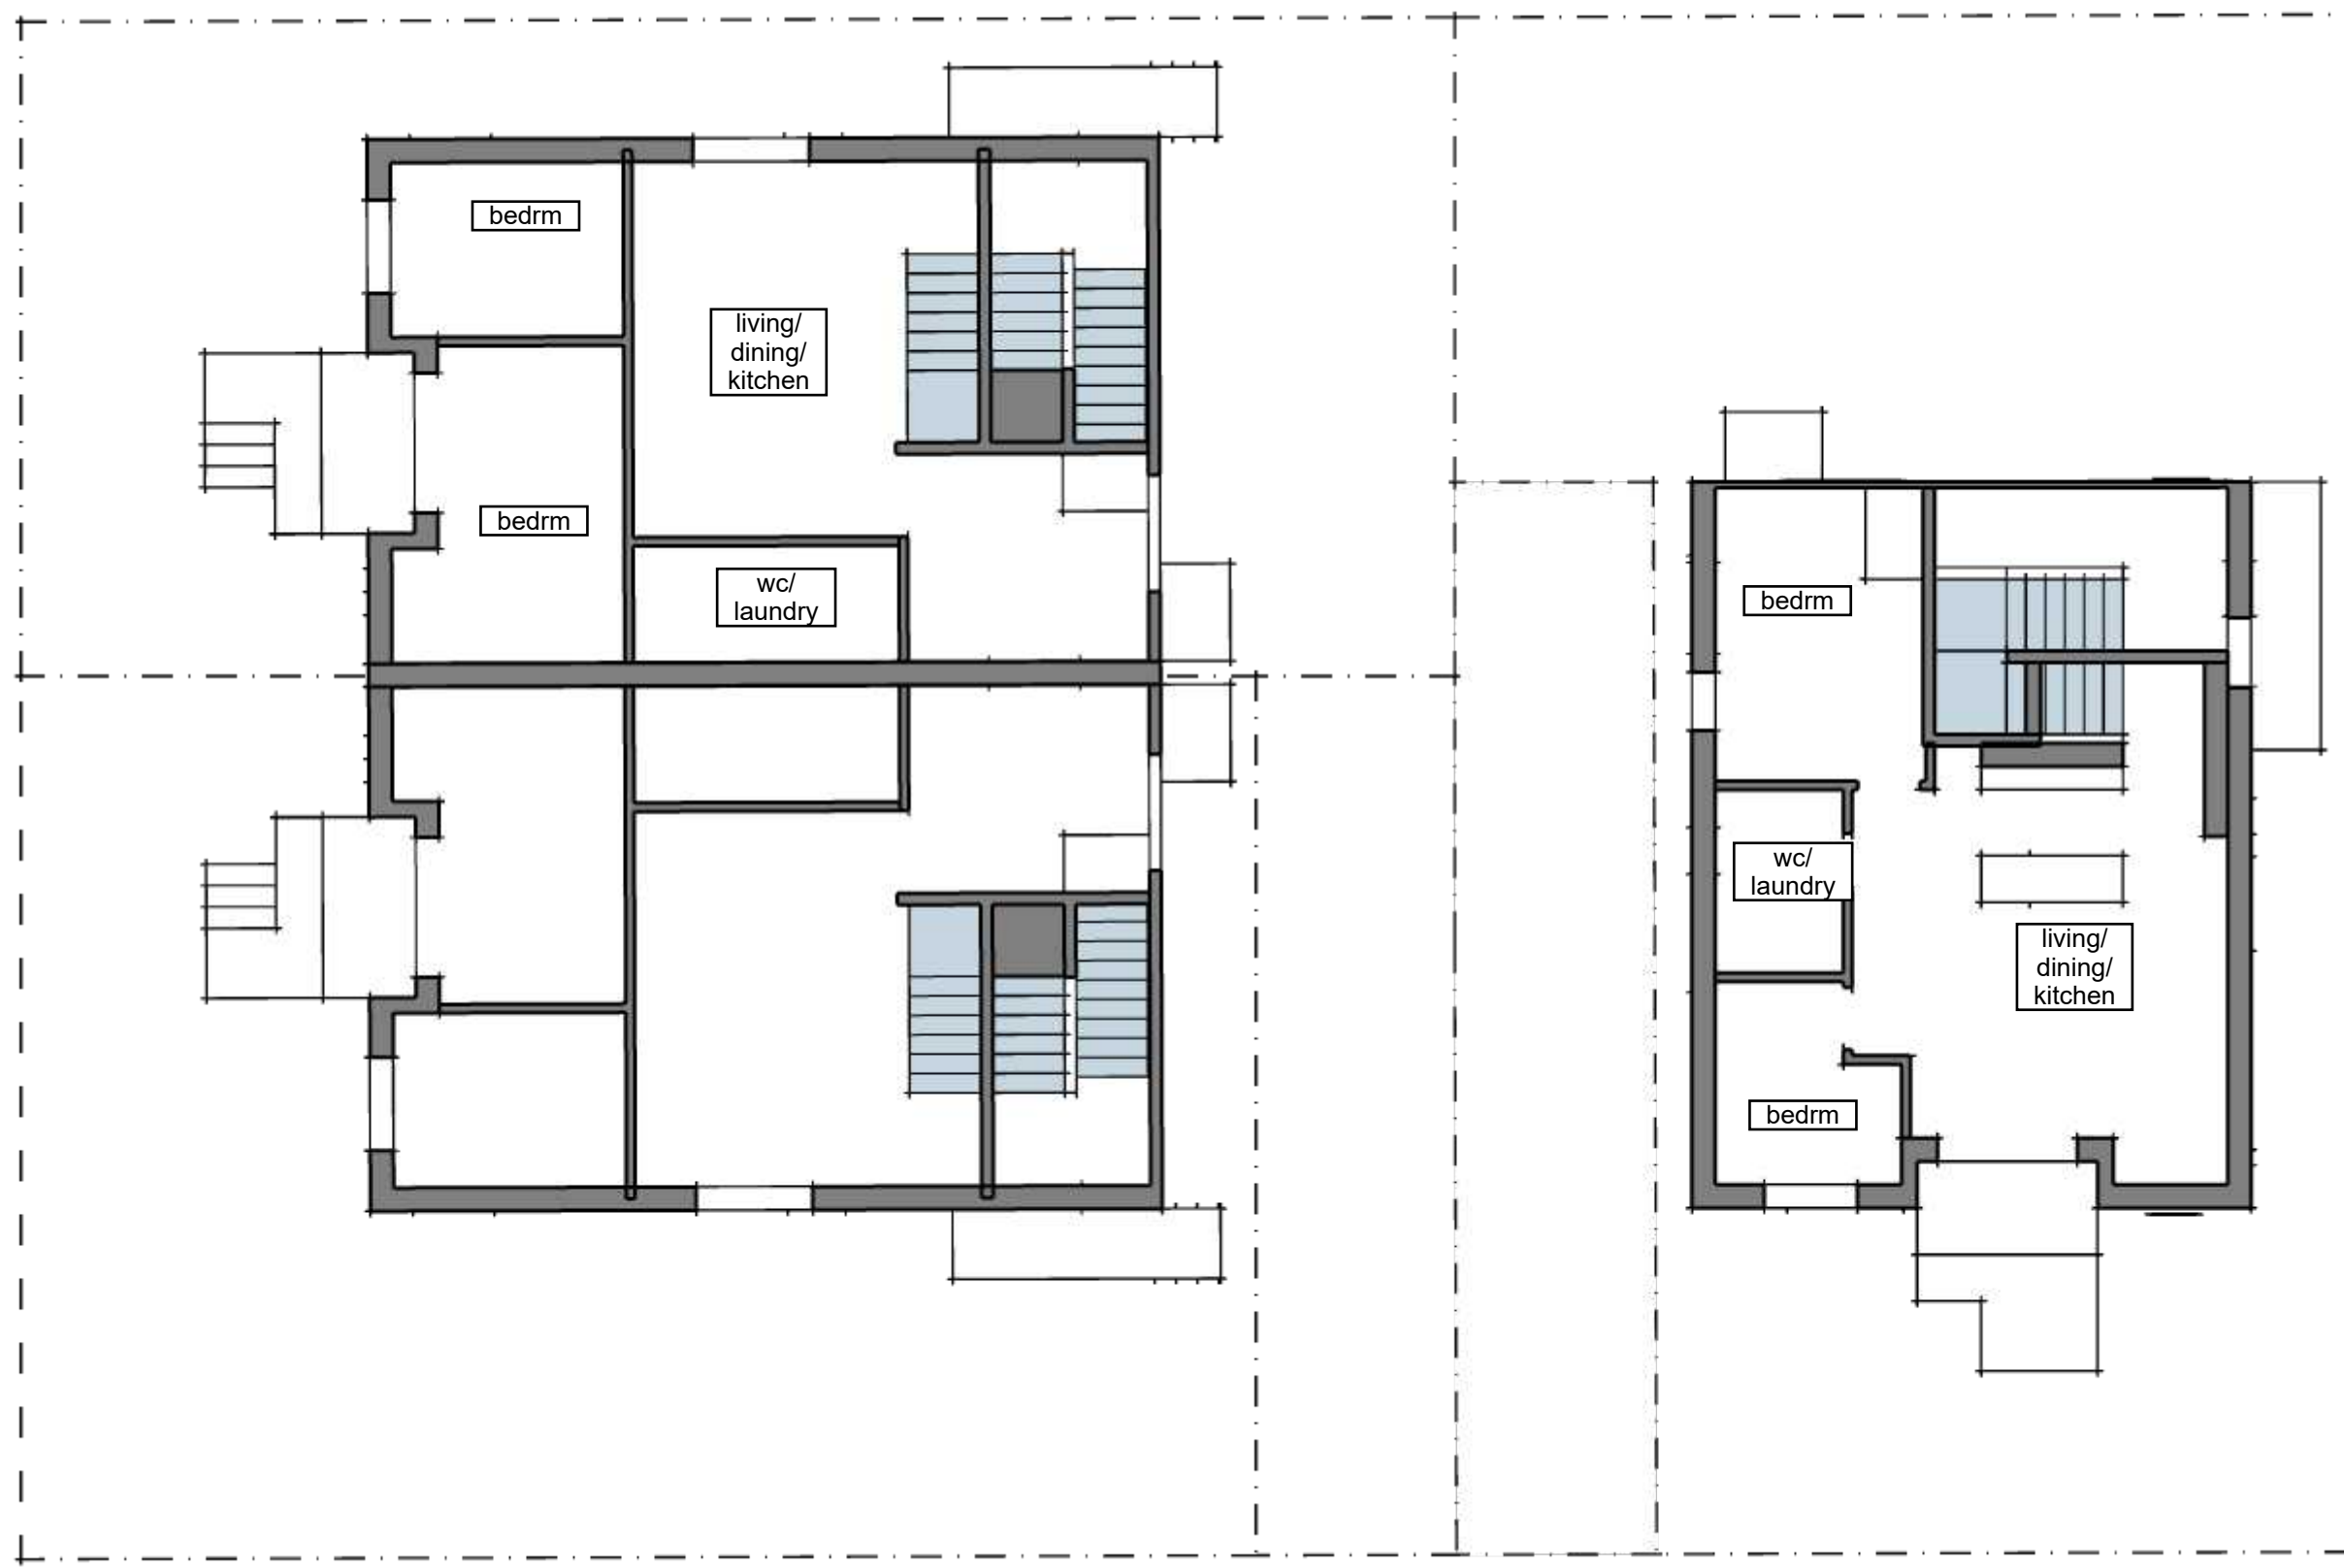 bedrm
living/
dining/
kitchen
bedrm
wc/
laundry
bedrm
wc/
laundry
living/
dining/
kitchen
bedrm